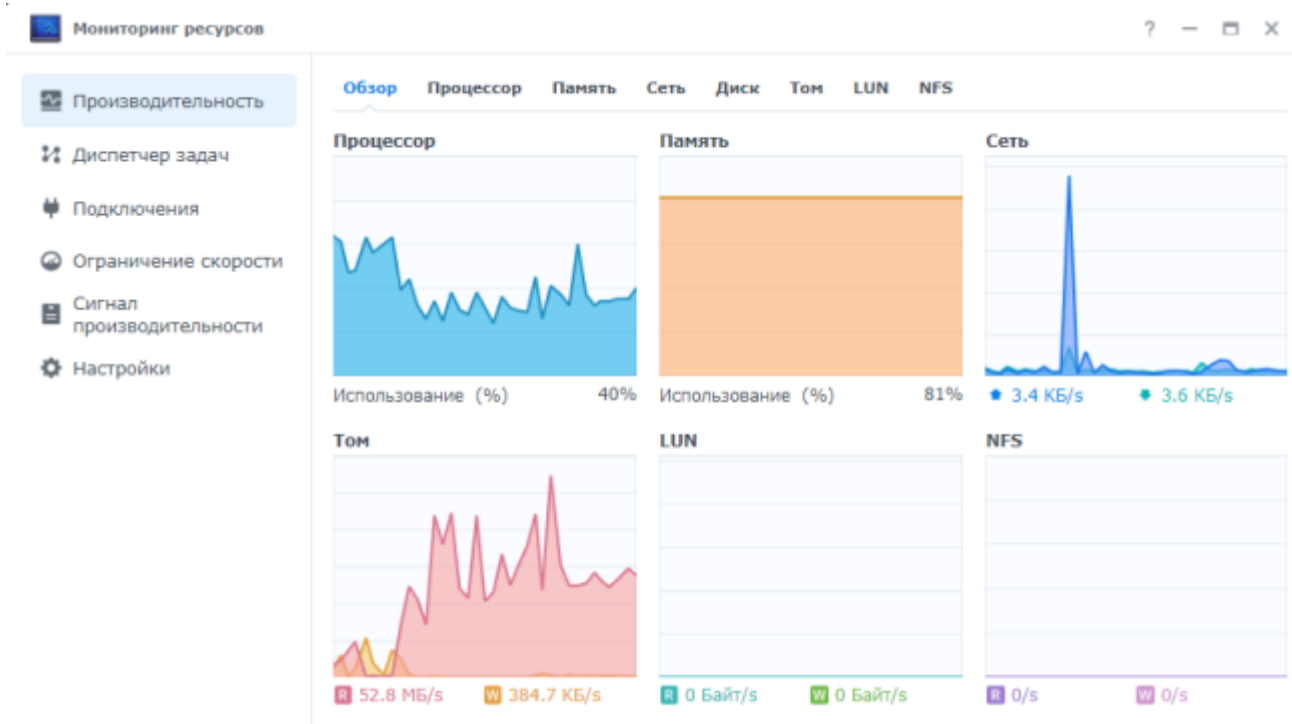 Мониторинг ресурсов
?
Производительность
Диспетчер задач
Подключения
Ограничение скорости
Сигнал
производительности
Настройки
Обзор Процессор Память Сеть Диск Том LUN NFS
Процессор
Использование (%) 40%
Память
Использование (%) 81%
Сеть
3.4 КБ/s 3.6 КБ/s
Том
R 52.8 МБ/s W 384.7 КБ/s
LUN
R 0 Байт/s W 0 Байт/s
NFS
R 0/s W 0/s